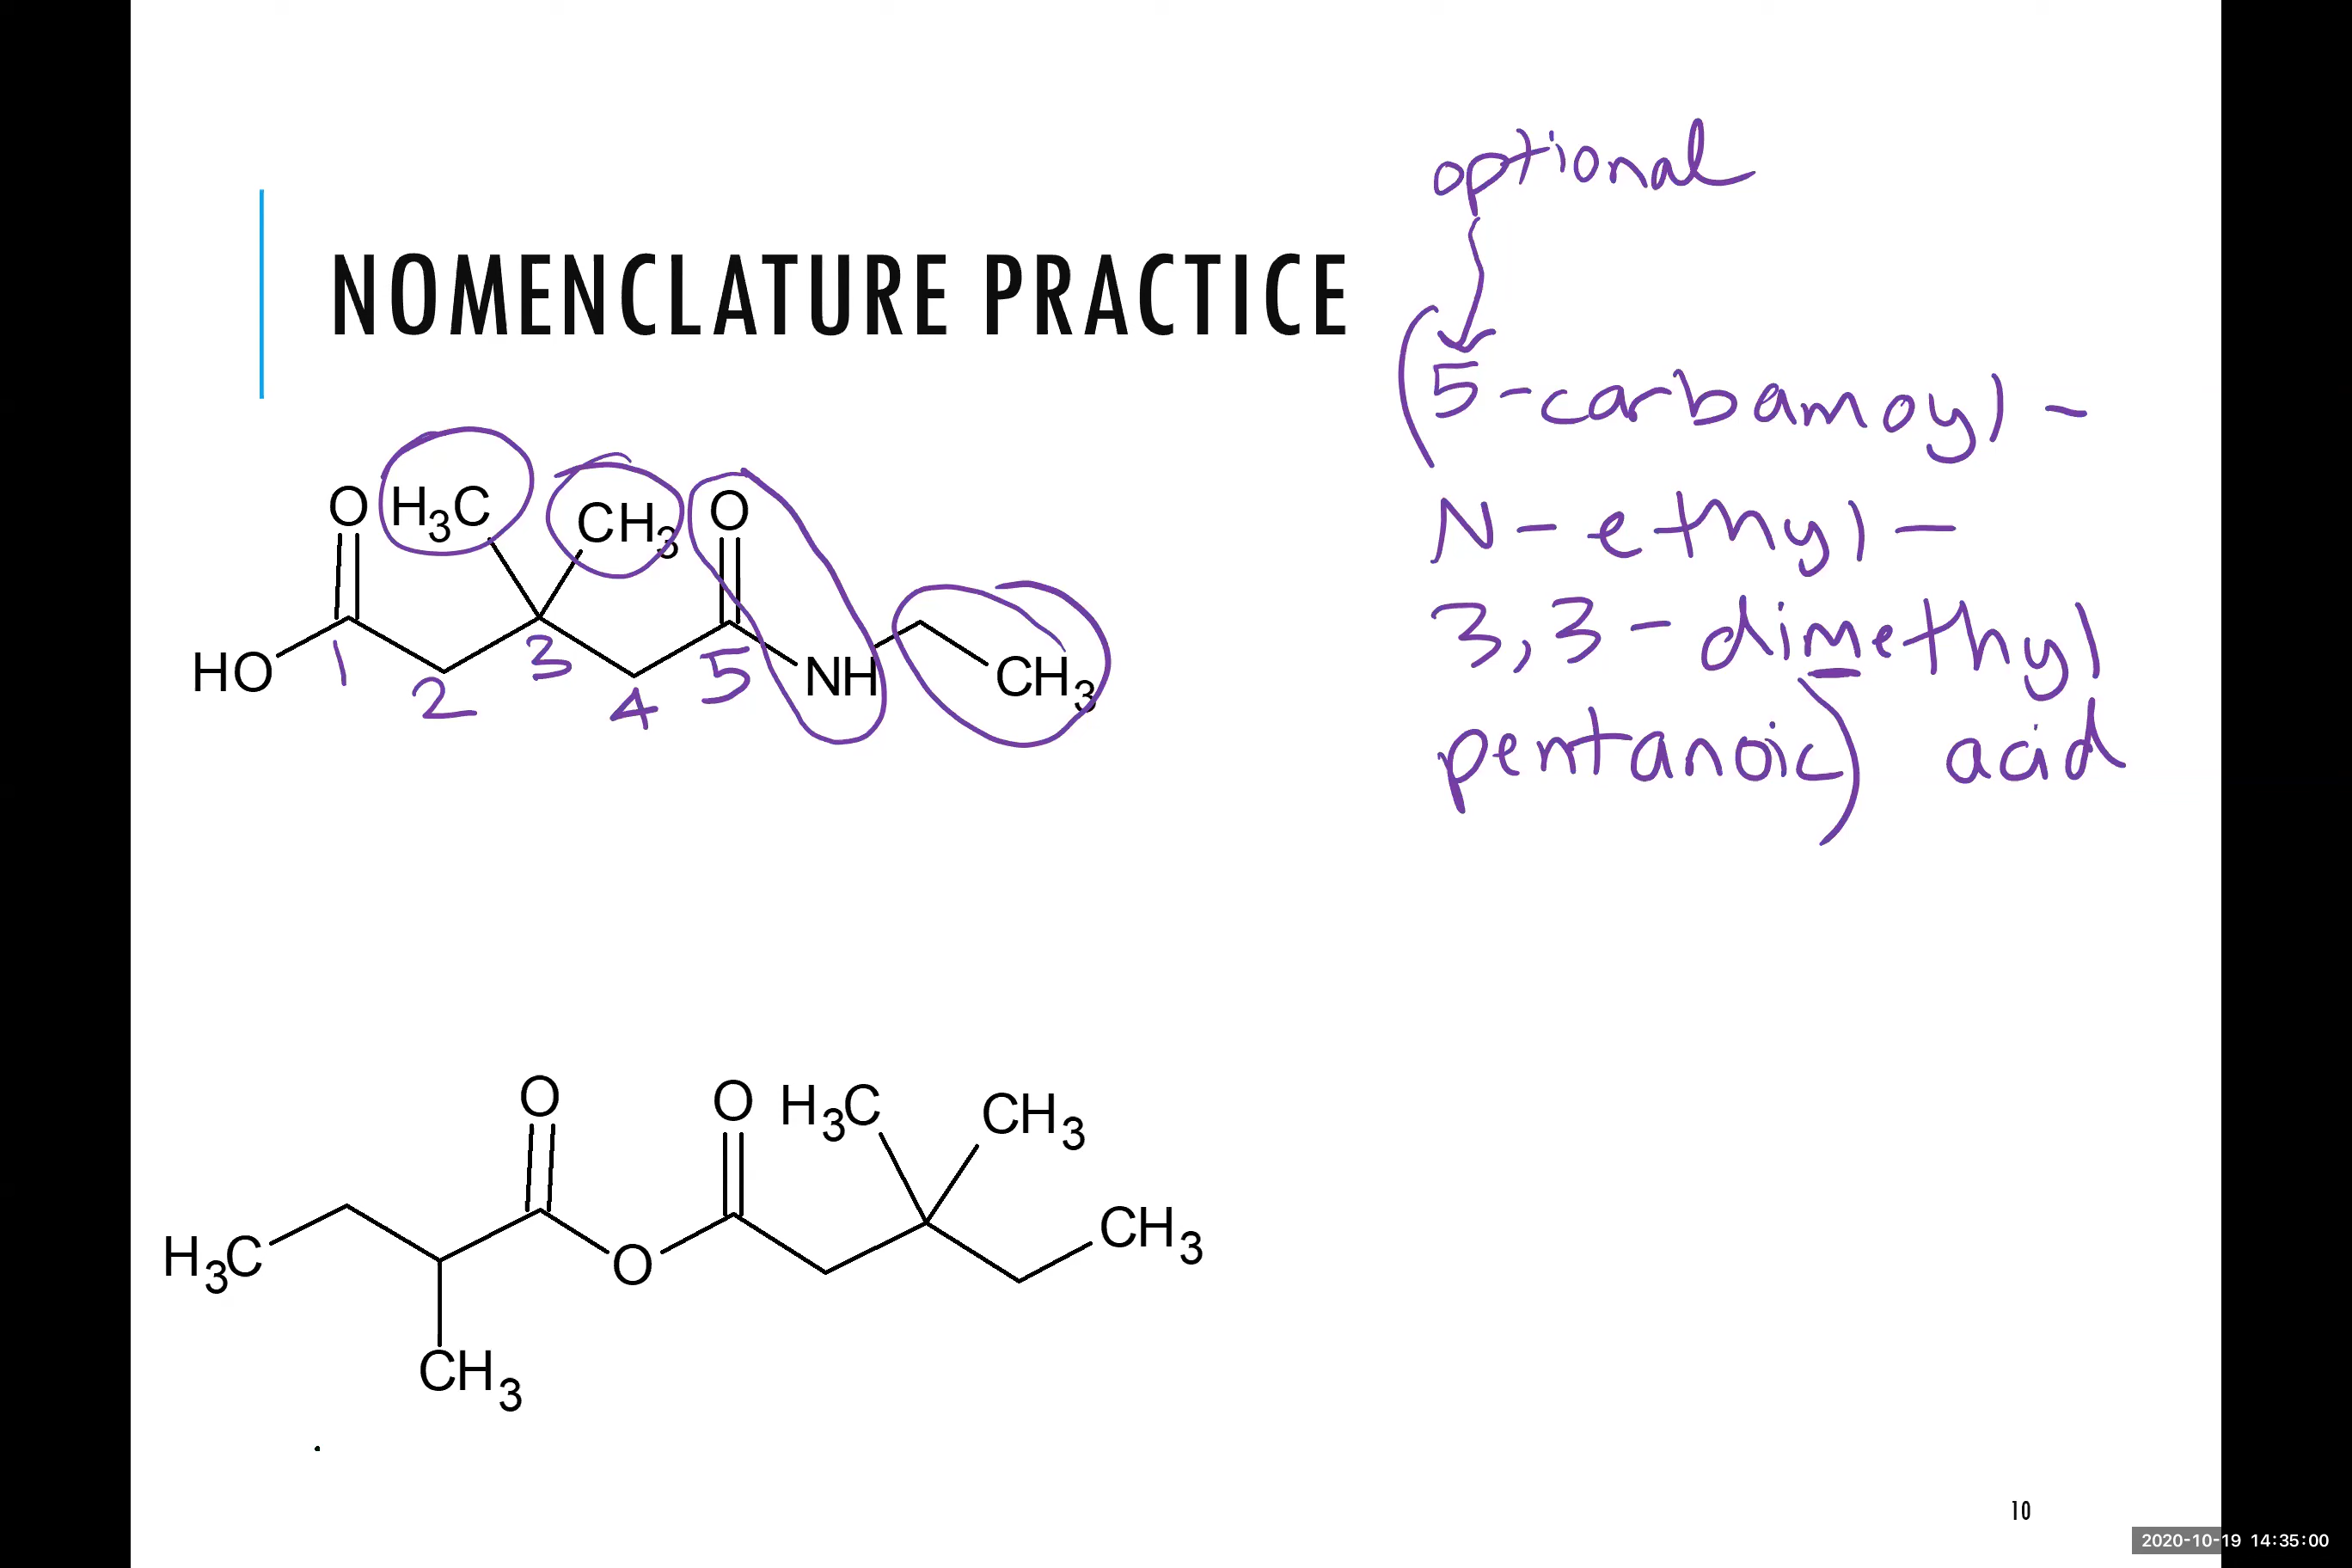 optional
NOMENCLATURE PRACTICE
(5-carbamoyl-
N-ethyl-
3,3-dimethyl
pentanoic) acid
O H3C CH3 O
HO 1 2 3 4 5 NH CH3
O O H3C CH3
H3C O CH3
CH3
10
2020-10-19 14:35:00